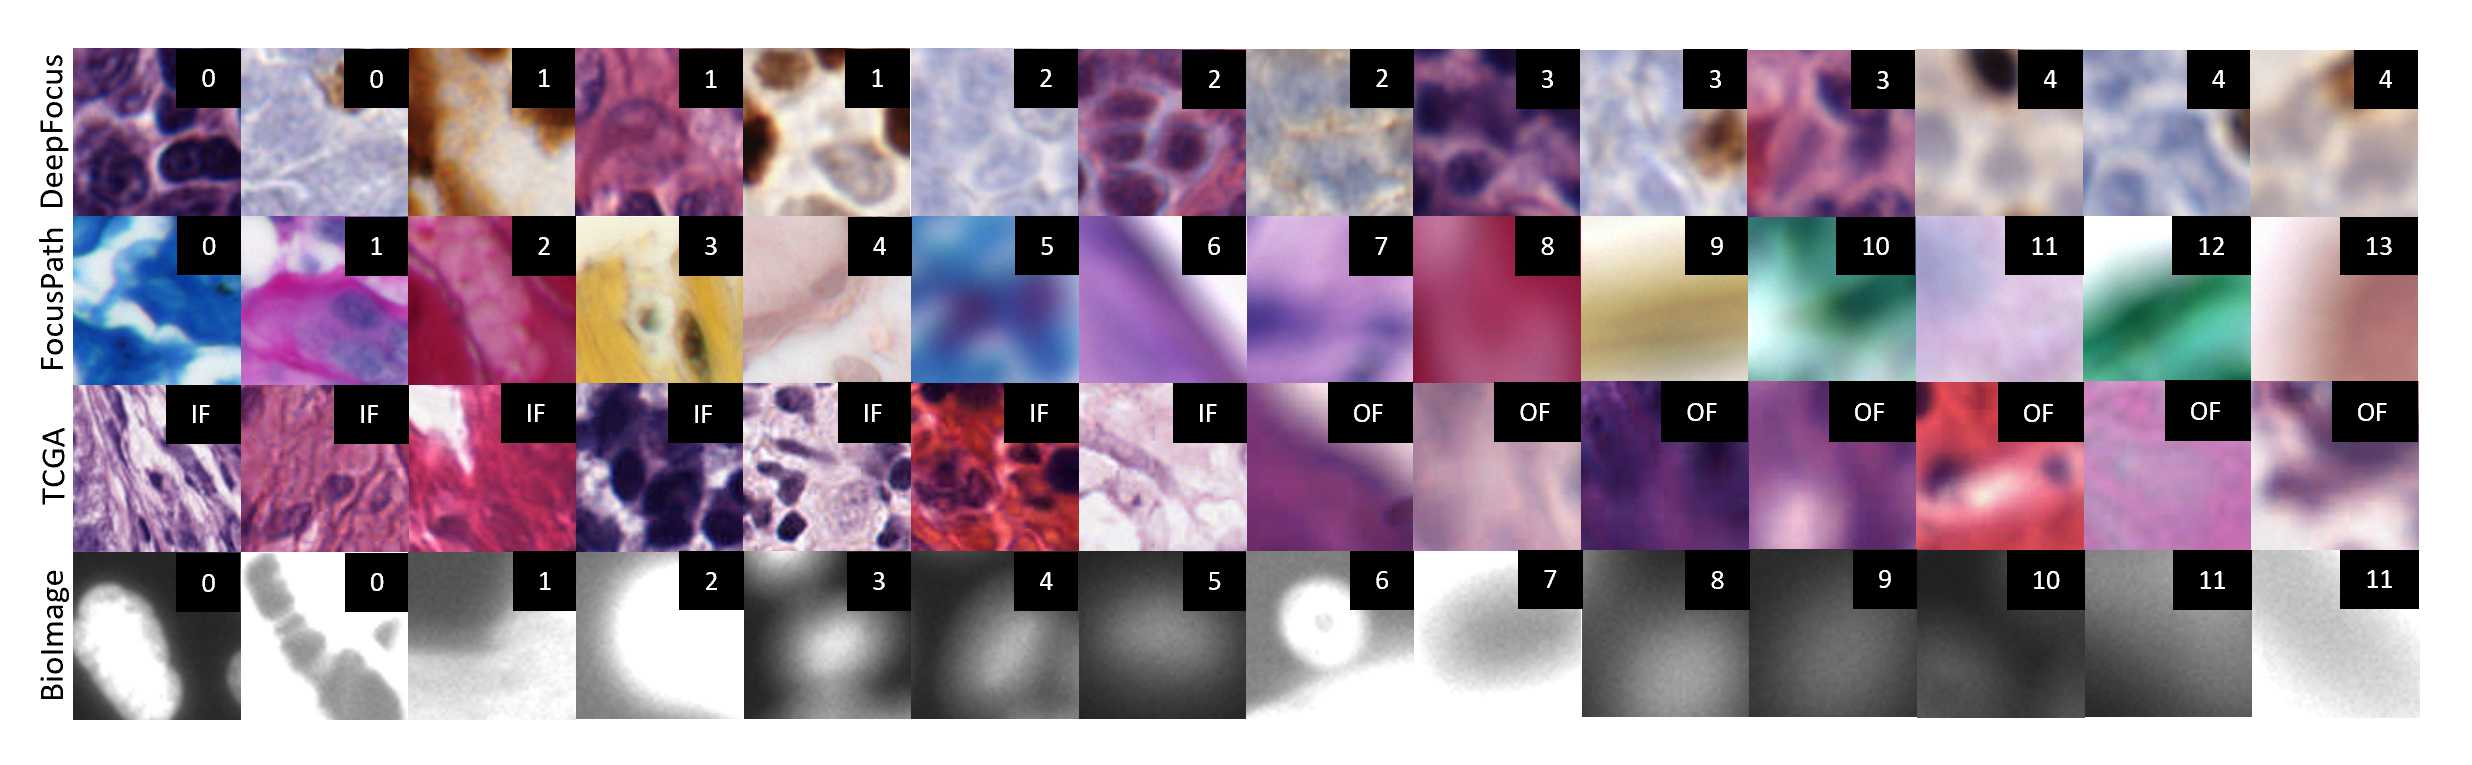 DeepFocus 0 0 1 1 1 2 2 2 3 3 3 4 4 4
FocusPath 0 1 2 3 4 5 6 7 8 9 10 11 12 13
TCGA IF IF IF IF IF IF IF OF OF OF OF OF OF OF
BioImage 0 0 1 2 3 4 5 6 7 8 9 10 11 11